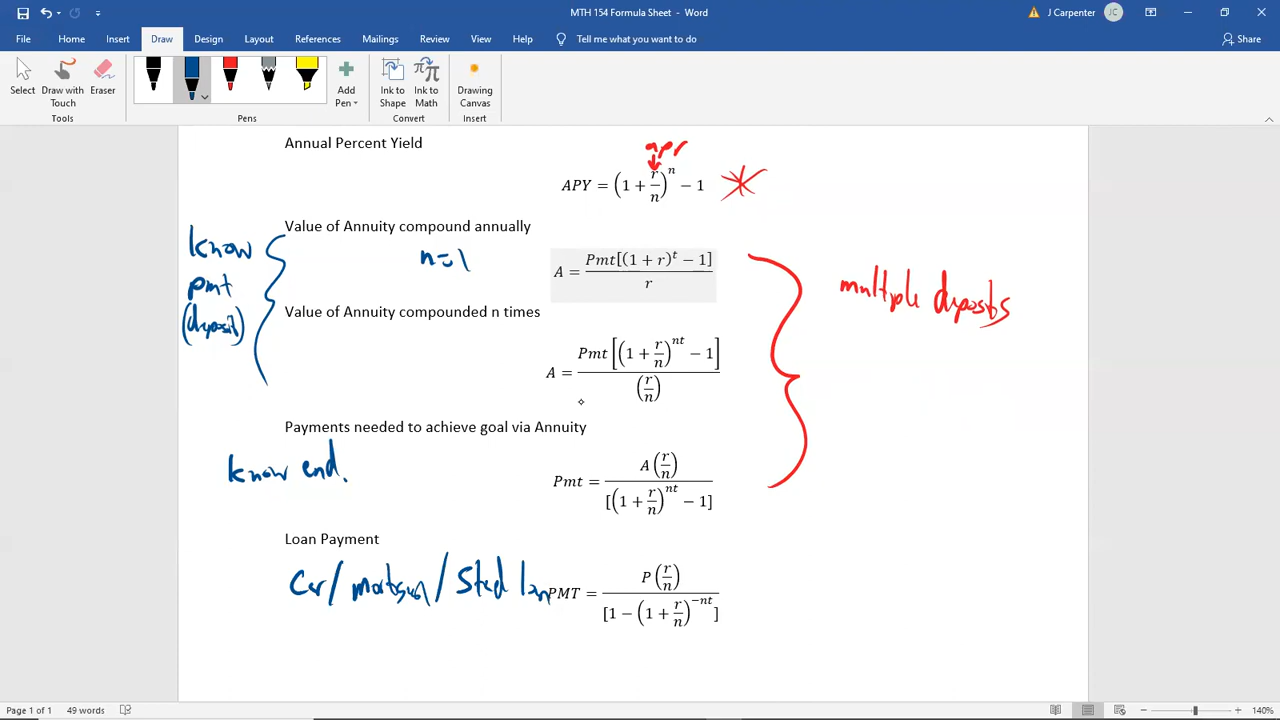 MTH 154 Formula Sheet - Word
J Carpenter JC
File Home Insert Draw Design Layout References Mailings Review View Help Tell me what you want to do Share
Select Draw with Touch Eraser Add Pen Ink to Shape Ink to Math Drawing Canvas
Tools Pens Convert Insert
Annual Percent Yield
apr
APY = (1 + r/n)^n − 1
Value of Annuity compound annually
know pmt (deposit)
n=1
A = Pmt[(1 + r)^t − 1] / r
multiple deposits
Value of Annuity compounded n times
A = Pmt [(1 + r/n)^nt − 1] / (r/n)
Payments needed to achieve goal via Annuity
know end.
Pmt = A(r/n) / [(1 + r/n)^nt − 1]
Loan Payment
Car/ mortgage / Stud loan
PMT = P(r/n) / [1 − (1 + r/n)^−nt]
Page 1 of 1 49 words 140%